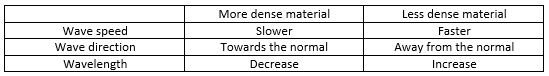 More dense material Less dense material
Wave speed Slower Faster
Wave direction Towards the normal Away from the normal
Wavelength Decrease Increase